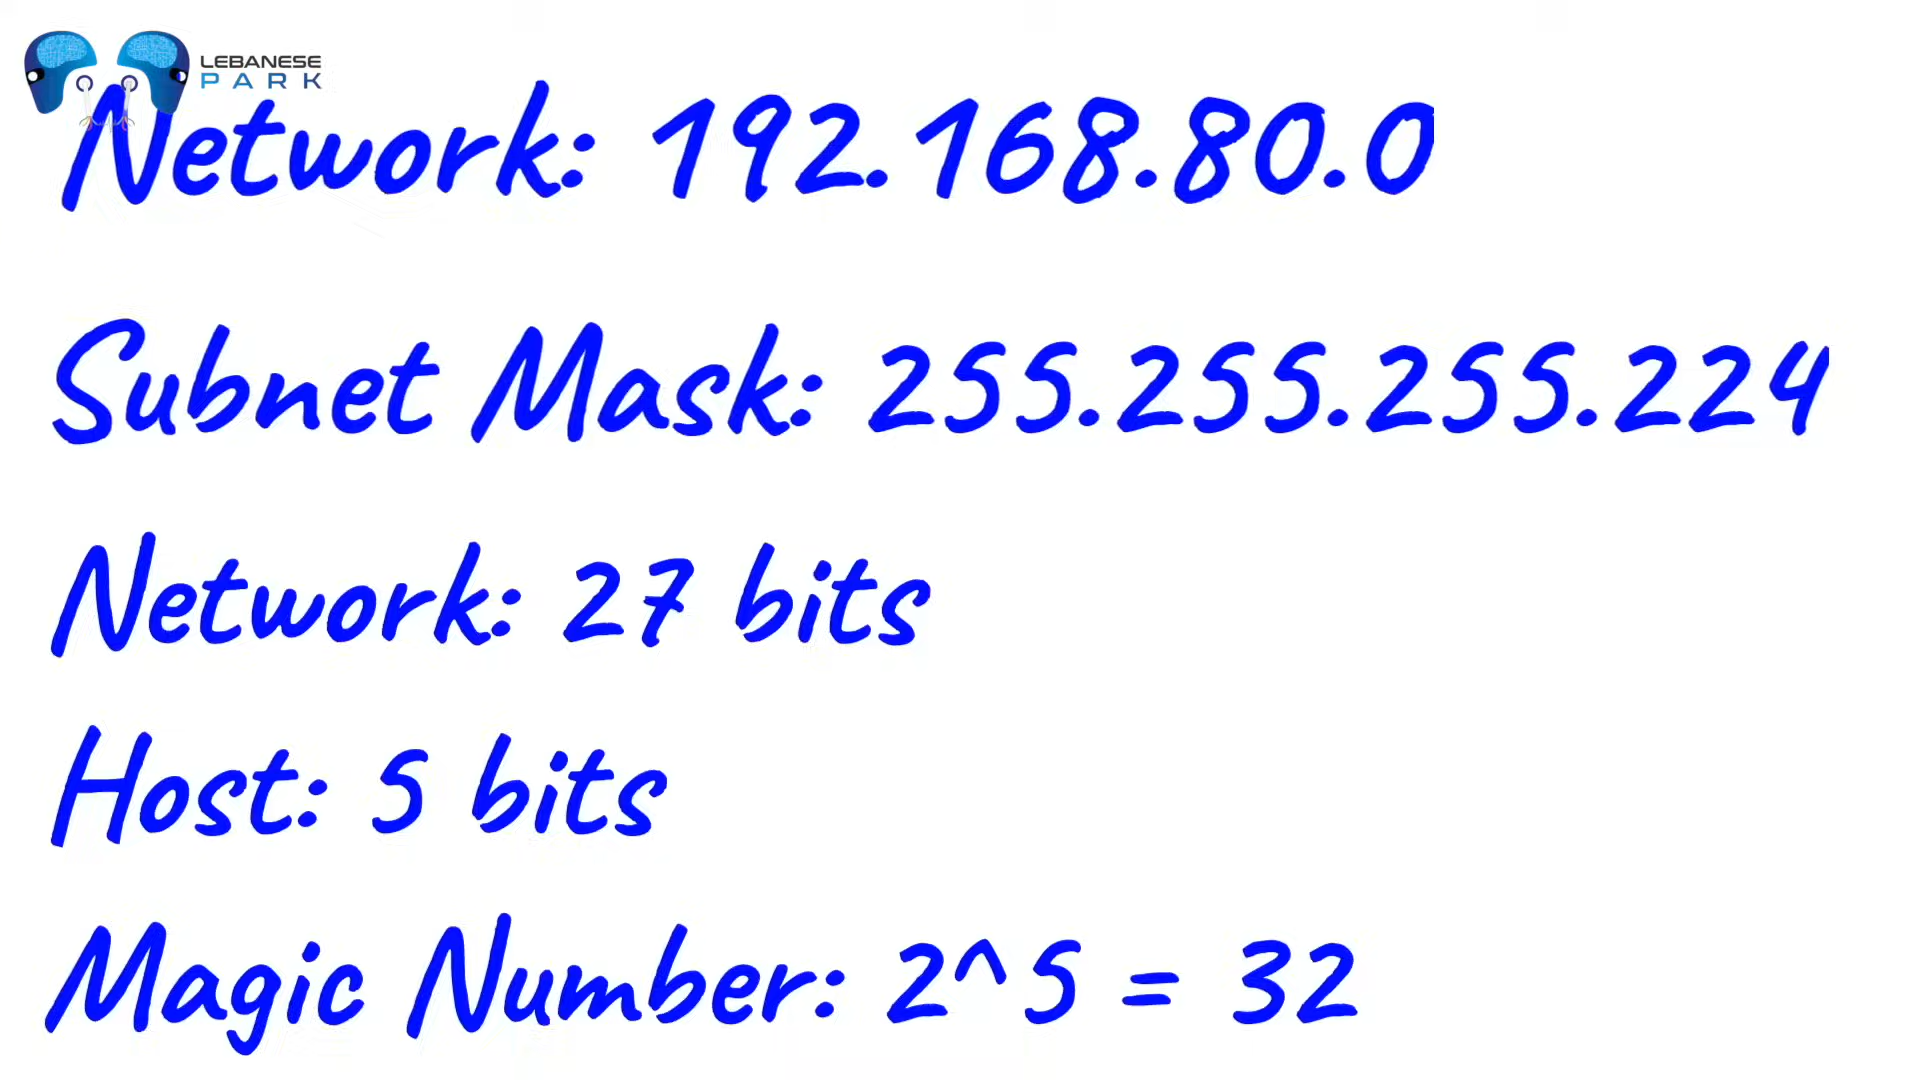 LEBANESE
PARK
Network: 192.168.80.0
Subnet Mask: 255.255.255.224
Network: 27 bits
Host: 5 bits
Magic Number: 2^5 = 32